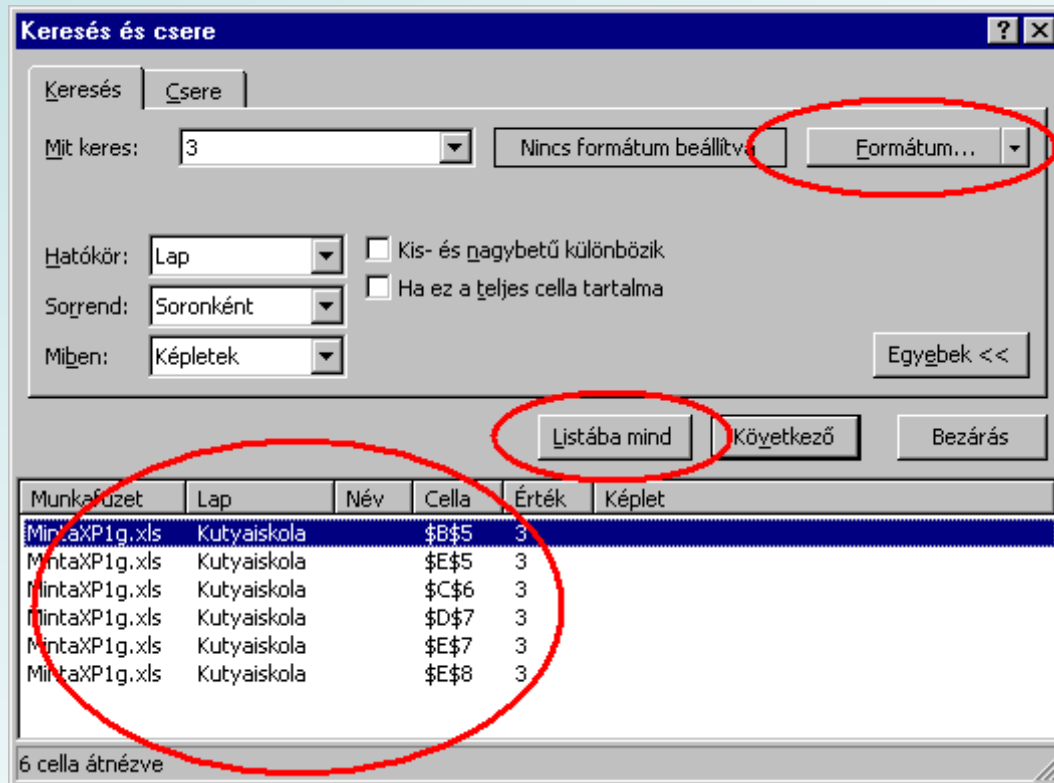 Keresés és csere
Keresés Csere
Mit keres: 3 Nincs formátum beállítva Formátum...
Hatókör: Lap Kis- és nagybetű különbözik
Sorrend: Soronként Ha ez a teljes cella tartalma
Miben: Képletek Egyebek <<
Listába mind Következő Bezárás
Munkafüzet Lap Név Cella Érték Képlet
MintaXP1g.xls Kutyaiskola $B$5 3
MintaXP1g.xls Kutyaiskola $E$5 3
MintaXP1g.xls Kutyaiskola $C$6 3
MintaXP1g.xls Kutyaiskola $D$7 3
MintaXP1g.xls Kutyaiskola $E$7 3
MintaXP1g.xls Kutyaiskola $E$8 3
6 cella átnézve